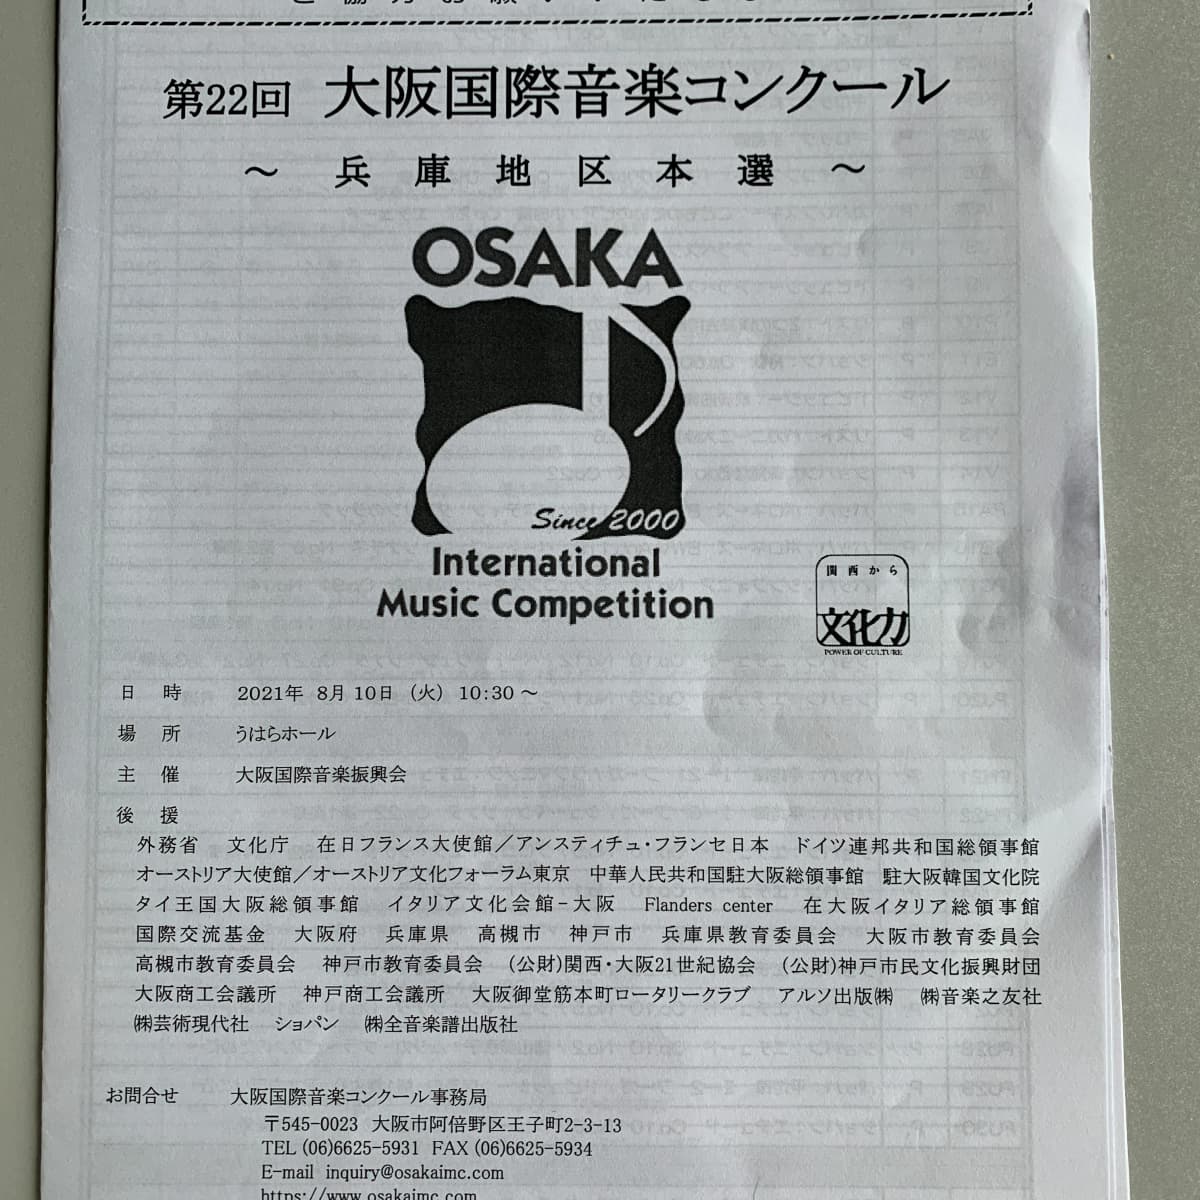 第22回 大阪国際音楽コンクール
～ 兵庫地区本選 ～
OSAKA
Since 2000
International
Music Competition
関西から
文化力
POWER OF CULTURE
日 時 2021年 8月10日（火）10:30～
場 所 うはらホール
主 催 大阪国際音楽振興会
後 援
外務省 文化庁 在日フランス大使館／アンスティチュ・フランセ日本 ドイツ連邦共和国総領事館
オーストリア大使館／オーストリア文化フォーラム東京 中華人民共和国駐大阪総領事館 駐大阪韓国文化院
タイ王国大阪総領事館 イタリア文化会館-大阪 Flanders center 在大阪イタリア総領事館
国際交流基金 大阪府 兵庫県 高槻市 神戸市 兵庫県教育委員会 大阪市教育委員会
高槻市教育委員会 神戸市教育委員会 (公財)関西・大阪21世紀協会 (公財)神戸市民文化振興財団
大阪商工会議所 神戸商工会議所 大阪御堂筋本町ロータリークラブ アルソ出版㈱ ㈱音楽之友社
㈱芸術現代社 ショパン ㈱全音楽譜出版社
お問合せ 大阪国際音楽コンクール事務局
〒545-0023 大阪市阿倍野区王子町2-3-13
TEL (06)6625-5931 FAX (06)6625-5934
E-mail inquiry@osakaimc.com
https://www.osakaimc.com